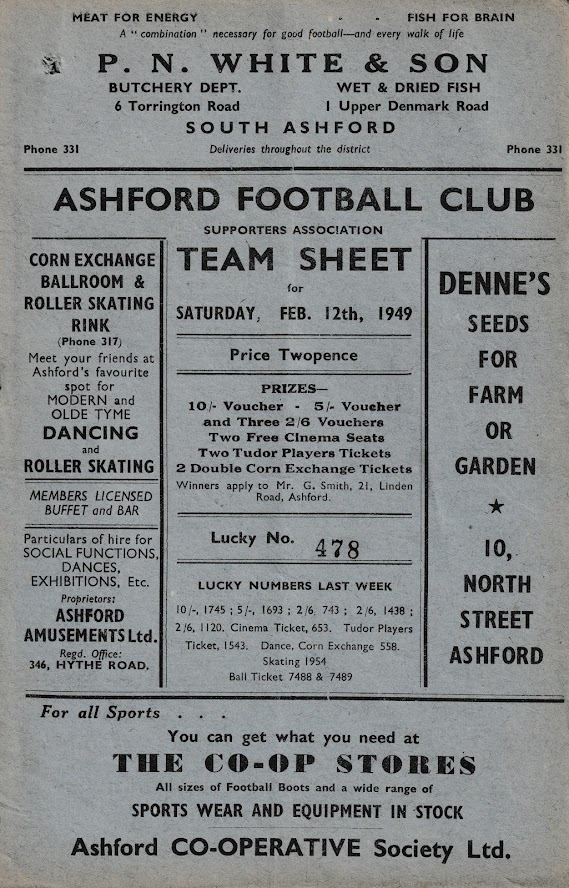 MEAT FOR ENERGY - - FISH FOR BRAIN
A "combination" necessary for good football—and every walk of life
P. N. WHITE & SON
BUTCHERY DEPT. WET & DRIED FISH
6 Torrington Road 1 Upper Denmark Road
SOUTH ASHFORD
Phone 331 Deliveries throughout the district Phone 331
ASHFORD FOOTBALL CLUB
SUPPORTERS ASSOCIATION
CORN EXCHANGE
BALLROOM &
ROLLER SKATING
RINK
(Phone 317)
Meet your friends at
Ashford's favourite
spot for
MODERN and
OLDE TYME
DANCING
and
ROLLER SKATING
MEMBERS LICENSED
BUFFET and BAR
Particulars of hire for
SOCIAL FUNCTIONS,
DANCES,
EXHIBITIONS, Etc.
Proprietors:
ASHFORD
AMUSEMENTS Ltd.
Regd. Office:
346, HYTHE ROAD.
TEAM SHEET
for
SATURDAY, FEB. 12th, 1949
Price Twopence
PRIZES—
10/- Voucher - 5/- Voucher
and Three 2/6 Vouchers
Two Free Cinema Seats
Two Tudor Players Tickets
2 Double Corn Exchange Tickets
Winners apply to Mr. G. Smith, 21, Linden
Road, Ashford.
Lucky No. 478
LUCKY NUMBERS LAST WEEK
10/-, 1745 ; 5/-, 1693 ; 2/6, 743 ; 2/6, 1438 ;
2/6, 1120. Cinema Ticket, 653. Tudor Players
Ticket, 1543. Dance, Corn Exchange 558.
Skating 1954
Ball Ticket 7488 & 7489
DENNE'S
SEEDS
FOR
FARM
OR
GARDEN
★
10,
NORTH
STREET
ASHFORD
For all Sports . . .
You can get what you need at
THE CO-OP STORES
All sizes of Football Boots and a wide range of
SPORTS WEAR AND EQUIPMENT IN STOCK
Ashford CO-OPERATIVE Society Ltd.